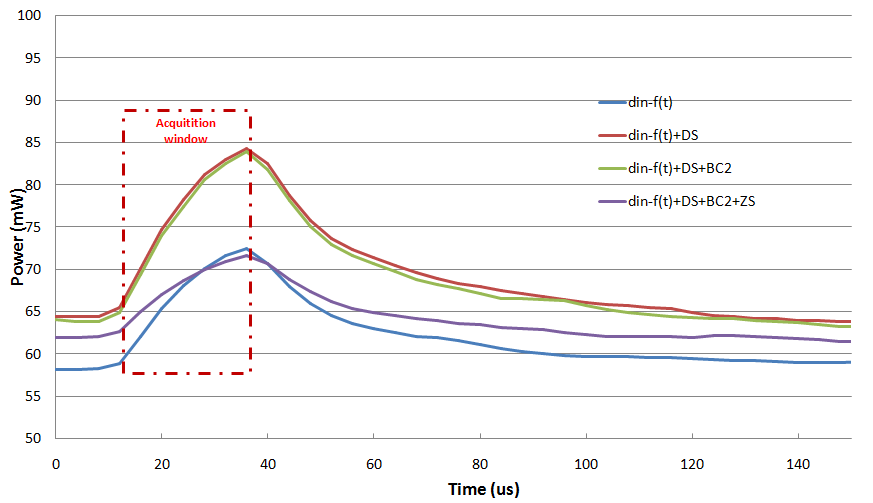 100
95
90
85
80
75
70
65
60
55
50
Power (mW)
0 20 40 60 80 100 120 140
Time (us)
Acquitition
window
din-f(t)
din-f(t)+DS
din-f(t)+DS+BC2
din-f(t)+DS+BC2+ZS